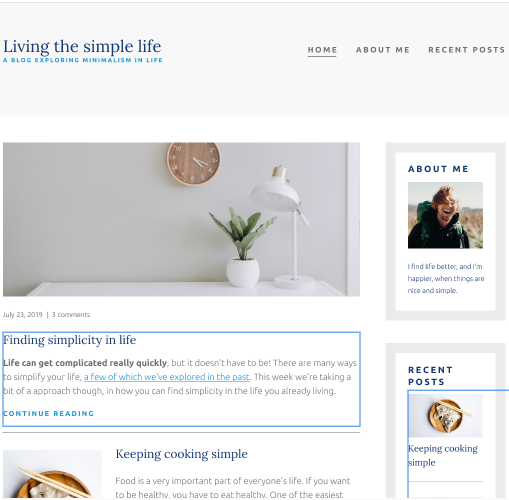 Living the simple life
A BLOG EXPLORING MINIMALISM IN LIFE
HOME ABOUT ME RECENT POSTS
July 23, 2019 | 3 comments
Finding simplicity in life
Life can get complicated really quickly, but it doesn't have to be! There are many ways
to simplify your life, a few of which we've explored in the past. This week we're taking a
bit of a approach though, in how you can find simplicity in the life you already living.
CONTINUE READING
Keeping cooking simple
Food is a very important part of everyone's life. If you want
to be healthy, you have to eat healthy. One of the easiest
ABOUT ME
I find life better, and I'm
happier, when things are
nice and simple.
RECENT
POSTS
Keeping cooking
simple